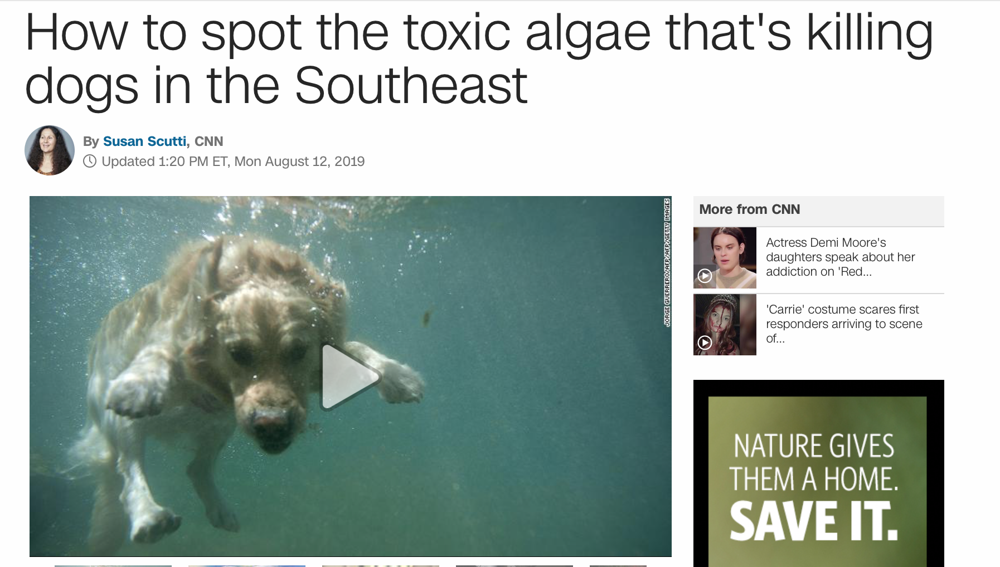 How to spot the toxic algae that's killing
dogs in the Southeast
By Susan Scutti, CNN
Updated 1:20 PM ET, Mon August 12, 2019
JORGE GUERRERO/AFP/AFP/GETTY IMAGES
More from CNN
Actress Demi Moore's
daughters speak about her
addiction on 'Red...
'Carrie' costume scares first
responders arriving to scene
of...
NATURE GIVES
THEM A HOME.
SAVE IT.